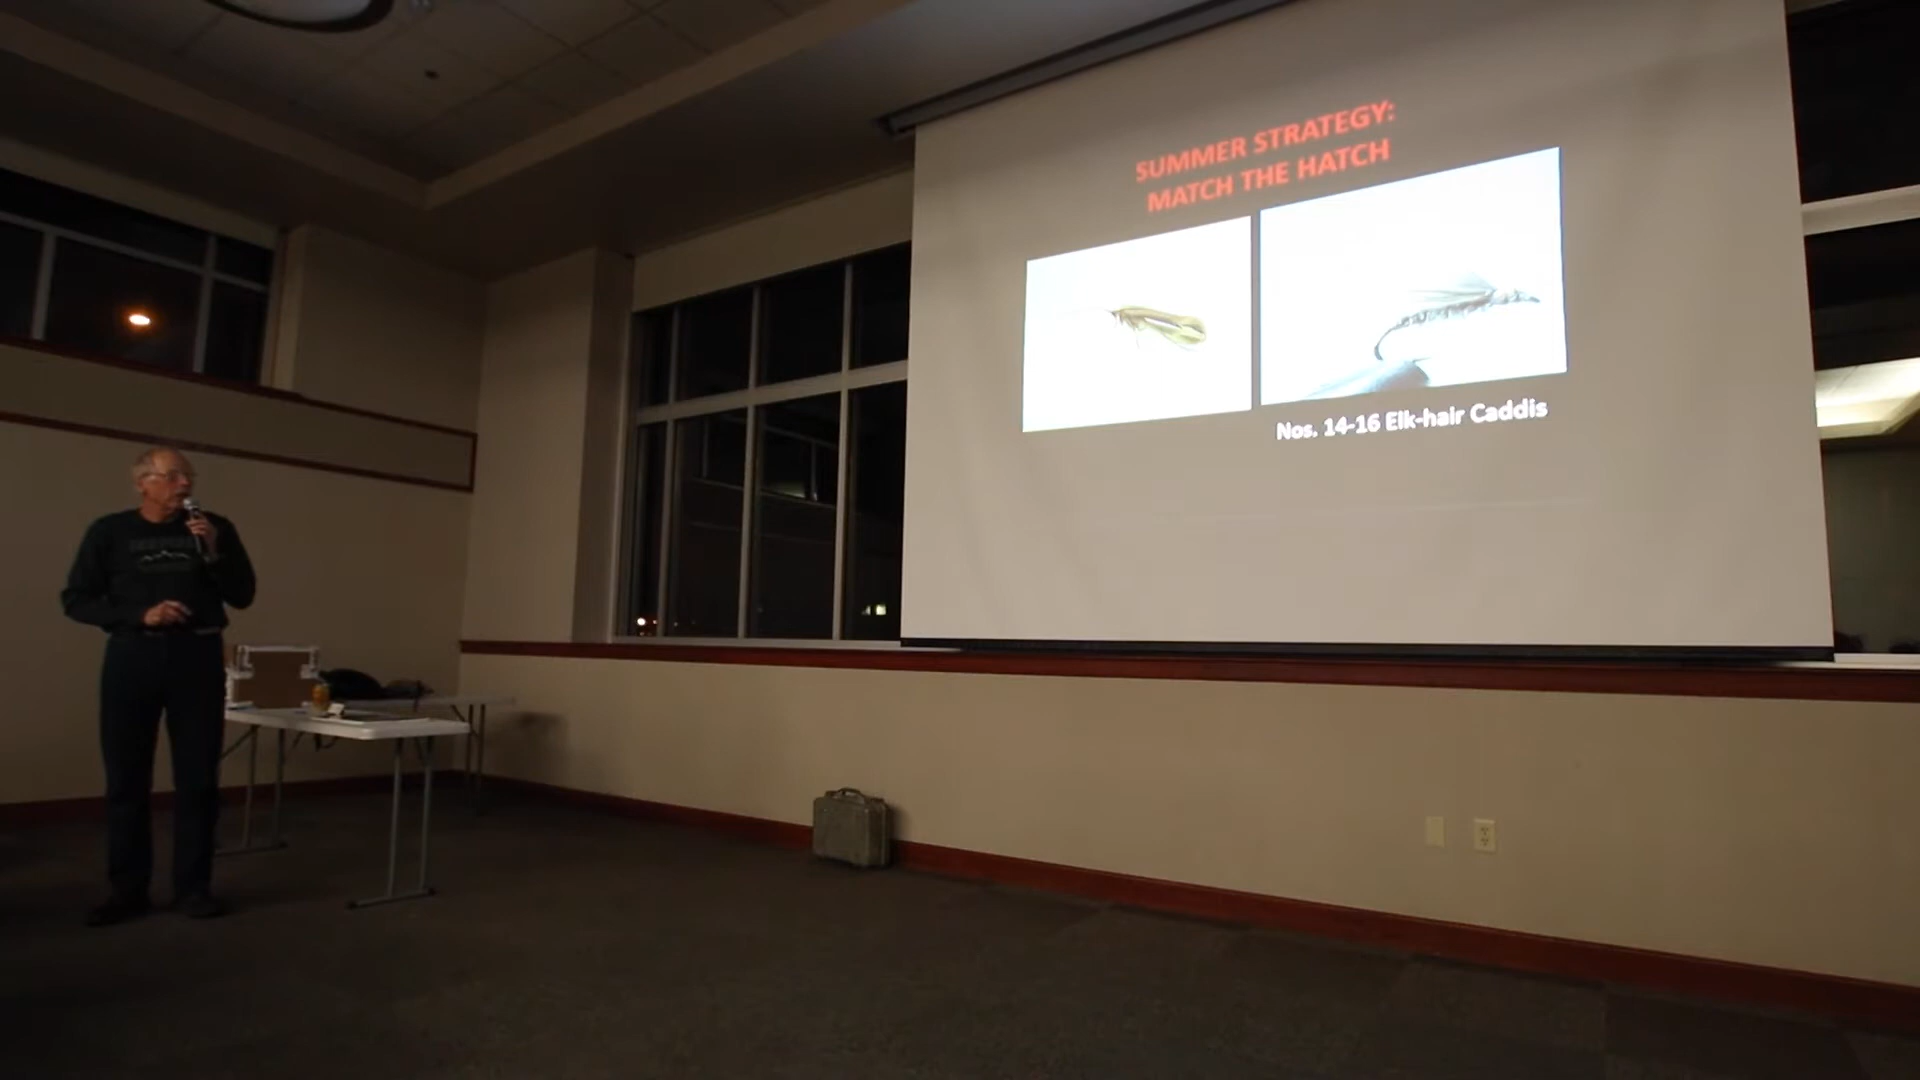 SUMMER STRATEGY:
MATCH THE HATCH
Nos. 14-16 Elk-hair Caddis